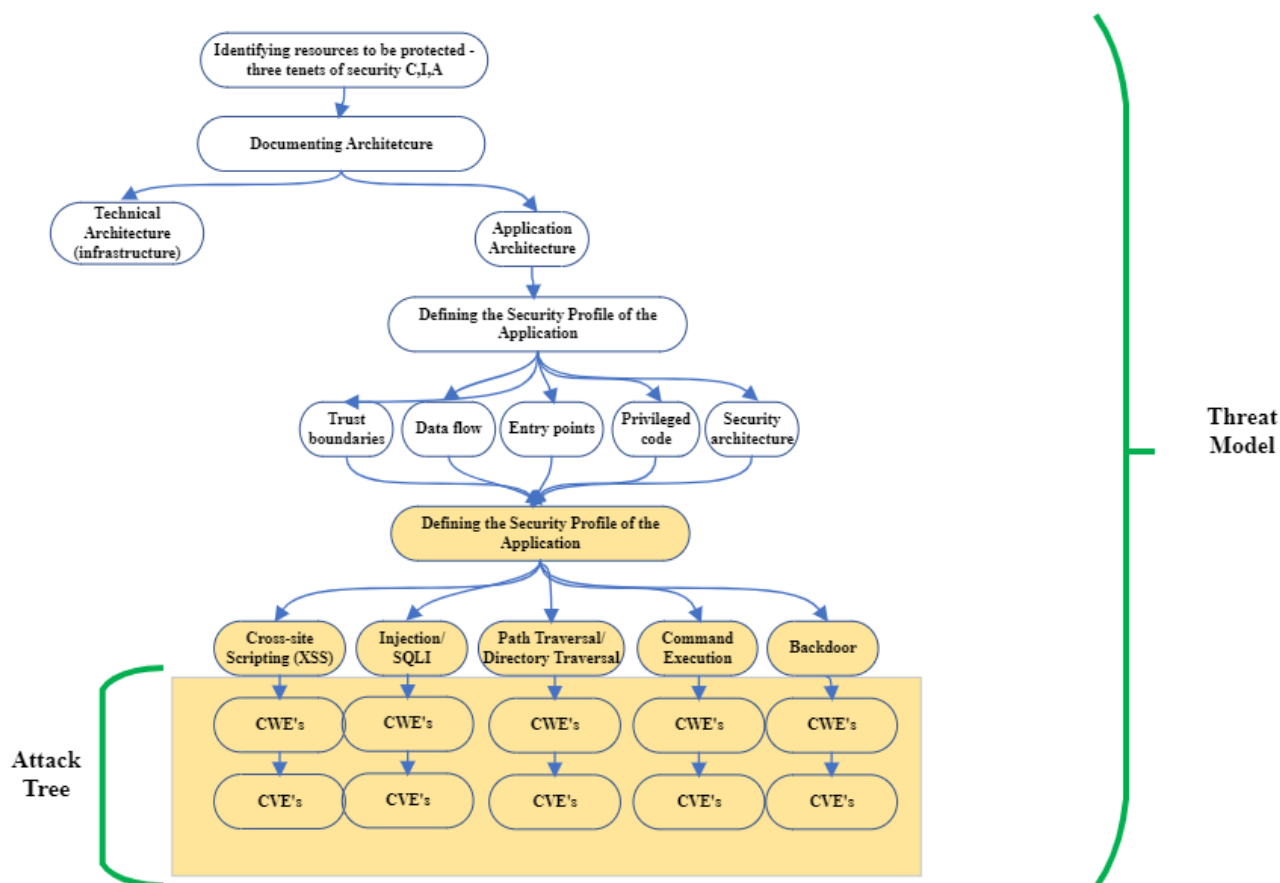 Identifying resources to be protected -
three tenets of security C,I,A
Documenting Architetcure
Technical
Architecture
(infrastructure)
Application
Architecture
Defining the Security Profile of the
Application
Trust
boundaries
Data flow
Entry points
Privileged
code
Security
architecture
Threat
Model
Defining the Security Profile of the
Application
Cross-site
Scripting (XSS)
Injection/
SQLI
Path Traversal/
Directory Traversal
Command
Execution
Backdoor
CWE's
CWE's
CWE's
CWE's
CWE's
Attack
Tree
CVE's
CVE's
CVE's
CVE's
CVE's